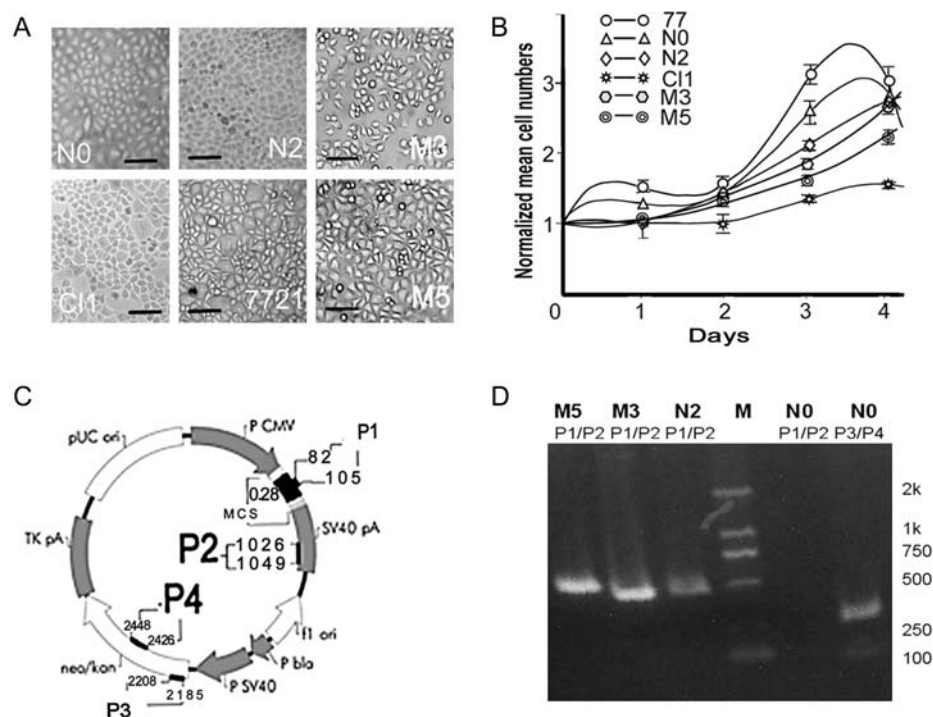 A
N0
N2
M3
Cl1
7721
M5
B
Normalized mean cell numbers
3
2
1
0
1
2
3
4
Days
77
N0
N2
Cl1
M3
M5
C
pUC ori
P CMV
P1
82
105
0.28
MCS
SV40 pA
P2
1026
1049
TK pA
P4
2448
2426
f1 ori
P bla
neo/kan
P SV40
2208
2185
P3
D
M5 M3 N2 M N0 N0
P1/P2 P1/P2 P1/P2 P1/P2 P3/P4
2k
1k
750
500
250
100